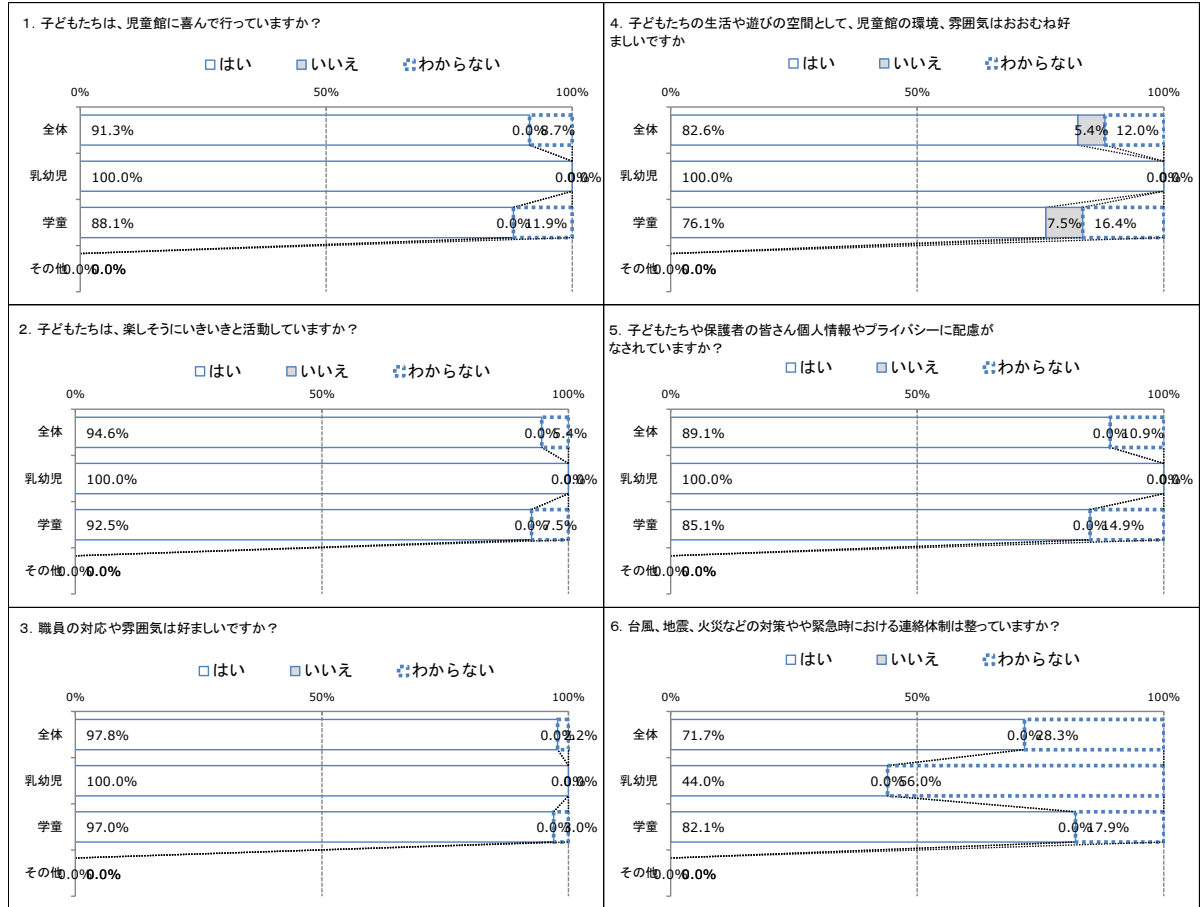 1．子どもたちは、児童館に喜んで行っていますか？
はい いいえ わからない
0% 50% 100%
全体 91.3% 0.0% 8.7%
乳幼児 100.0% 0.0% 0.0%
学童 88.1% 0.0% 11.9%
その他 0.0% 0.0% 0.0%
2．子どもたちは、楽しそうにいきいきと活動していますか？
はい いいえ わからない
0% 50% 100%
全体 94.6% 0.0% 5.4%
乳幼児 100.0% 0.0% 0.0%
学童 92.5% 0.0% 7.5%
その他 0.0% 0.0% 0.0%
3．職員の対応や雰囲気は好ましいですか？
はい いいえ わからない
0% 50% 100%
全体 97.8% 0.0% 2.2%
乳幼児 100.0% 0.0% 0.0%
学童 97.0% 0.0% 3.0%
その他 0.0% 0.0% 0.0%
4．子どもたちの生活や遊びの空間として、児童館の環境、雰囲気はおおむね好
ましいですか
はい いいえ わからない
0% 50% 100%
全体 82.6% 5.4% 12.0%
乳幼児 100.0% 0.0% 0.0%
学童 76.1% 7.5% 16.4%
その他 0.0% 0.0% 0.0%
5．子どもたちや保護者の皆さん個人情報やプライバシーに配慮が
なされていますか？
はい いいえ わからない
0% 50% 100%
全体 89.1% 0.0% 10.9%
乳幼児 100.0% 0.0% 0.0%
学童 85.1% 0.0% 14.9%
その他 0.0% 0.0% 0.0%
6．台風、地震、火災などの対策やや緊急時における連絡体制は整っていますか？
はい いいえ わからない
0% 50% 100%
全体 71.7% 0.0% 28.3%
乳幼児 44.0% 0.0% 56.0%
学童 82.1% 0.0% 17.9%
その他 0.0% 0.0% 0.0%